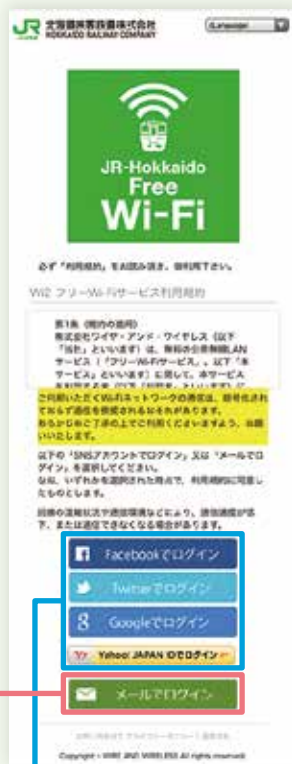 JR 北海道旅客鉄道株式会社
HOKKAIDO RAILWAY COMPANY
(Language)
JR-Hokkaido
Free
Wi-Fi
必ず「利用規約」をお読み頂き、御利用下さい。
Wi2 フリーWi-Fiサービス利用規約
第1条 (規約の適用)
株式会社ワイヤ・アンド・ワイヤレス (以下
「当社」といいます) は、無料の公衆無線LAN
サービス (「フリーWi-Fiサービス」、以下「本
サービス」といいます) に関して、本サービス
ご利用いただくWi-Fiネットワークの通信は、暗号化され
ておらず通信を傍受されるおそれがあります。
あらかじめご了承の上でご利用くださいますよう、お願
いいたします。
以下の「SNSアカウントでログイン」又は「メールでロ
グイン」を選択してください。
なお、いずれかを選択された時点で、利用規約に同意し
たものとします。
回線の混雑状況や通信環境などにより、通信速度が低
下、または通信できなくなる場合があります。
Facebookでログイン
Twitterでログイン
Googleでログイン
Yahoo! JAPAN IDでログイン
メールでログイン
Copyright WIRE AND WIRELESS All rights reserved